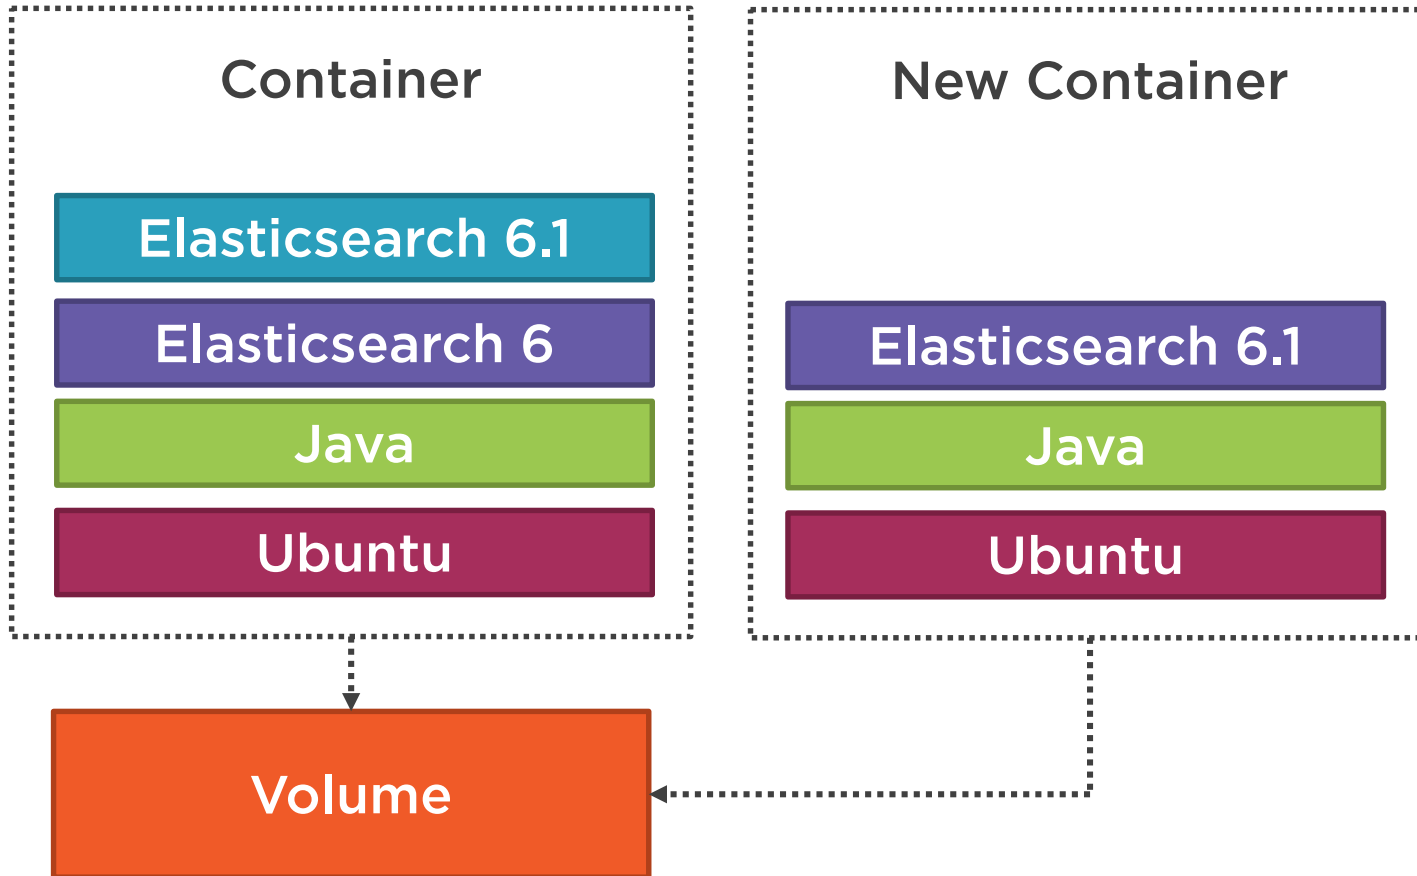 Container
Elasticsearch 6.1
Elasticsearch 6
Java
Ubuntu
New Container
Elasticsearch 6.1
Java
Ubuntu
Volume